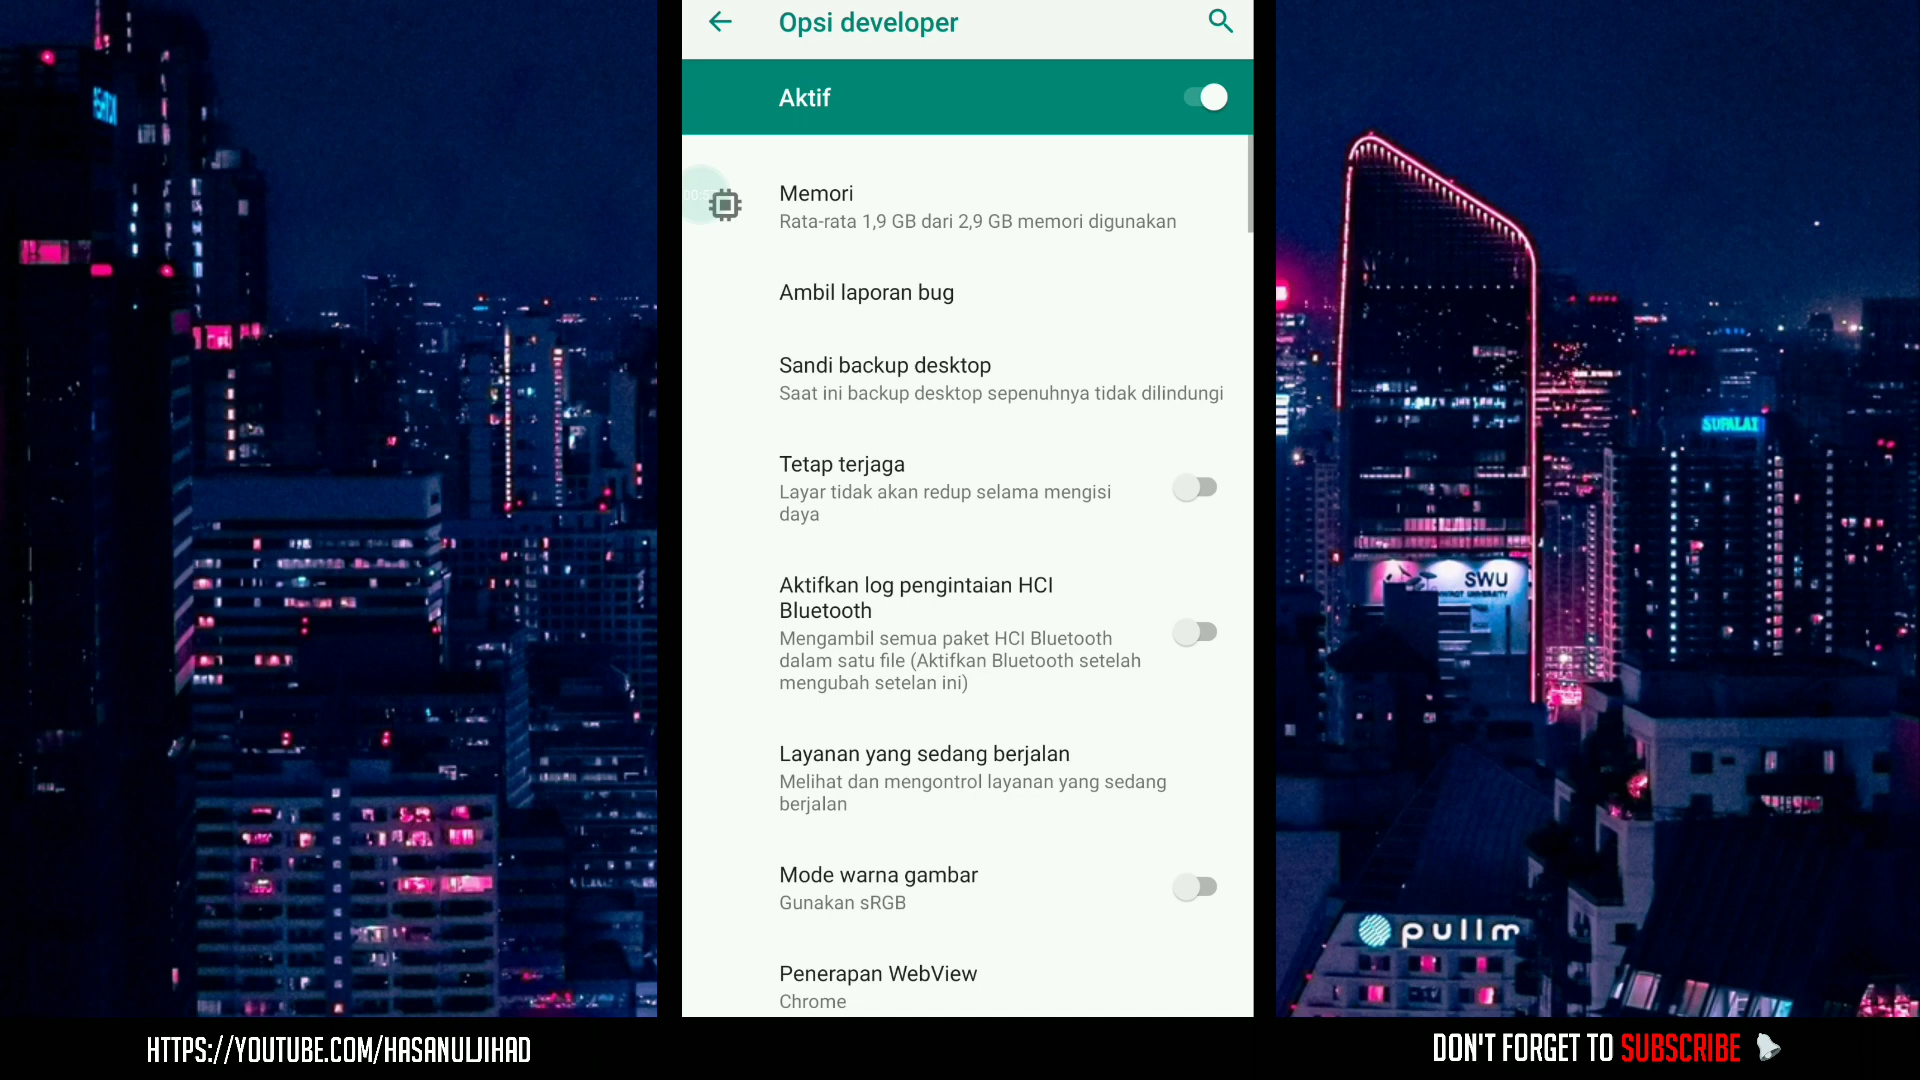 Opsi developer
Aktif
Memori
Rata-rata 1,9 GB dari 2,9 GB memori digunakan
Ambil laporan bug
Sandi backup desktop
Saat ini backup desktop sepenuhnya tidak dilindungi
Tetap terjaga
Layar tidak akan redup selama mengisi
daya
Aktifkan log pengintaian HCI
Bluetooth
Mengambil semua paket HCI Bluetooth
dalam satu file (Aktifkan Bluetooth setelah
mengubah setelan ini)
Layanan yang sedang berjalan
Melihat dan mengontrol layanan yang sedang
berjalan
Mode warna gambar
Gunakan sRGB
Penerapan WebView
Chrome
SUPALAI
SWU
pullm
HTTPS://YOUTUBE.COM/HASANULJIHAD
DON'T FORGET TO SUBSCRIBE